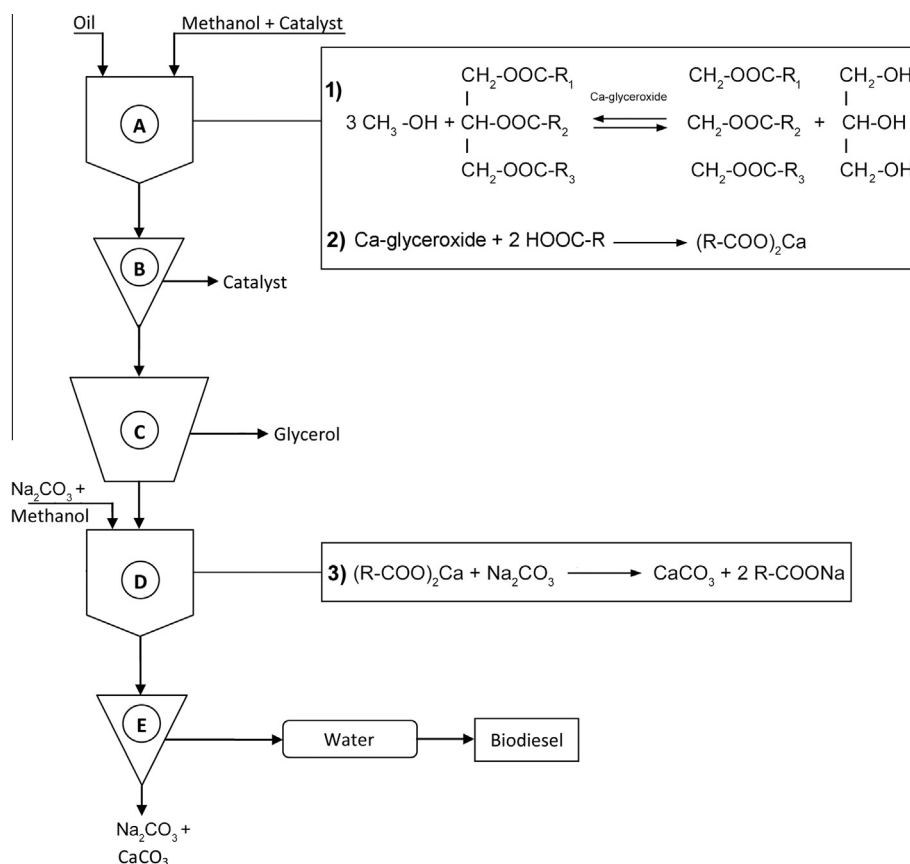 Oil
Methanol + Catalyst
A
1)
CH₂-OOC-R₁
CH₂-OOC-R₁
CH₂-OH
Ca-glyceroxide
3 CH₃ -OH + CH-OOC-R₂
CH₂-OOC-R₂ + CH-OH
CH₂-OOC-R₃
CH₂-OOC-R₃
CH₂-OH
2) Ca-glyceroxide + 2 HOOC-R
(R-COO)₂Ca
B
Catalyst
C
Glycerol
Na₂CO₃ +
Methanol
D
3) (R-COO)₂Ca + Na₂CO₃
CaCO₃ + 2 R-COONa
E
Water
Biodiesel
Na₂CO₃ +
CaCO₃